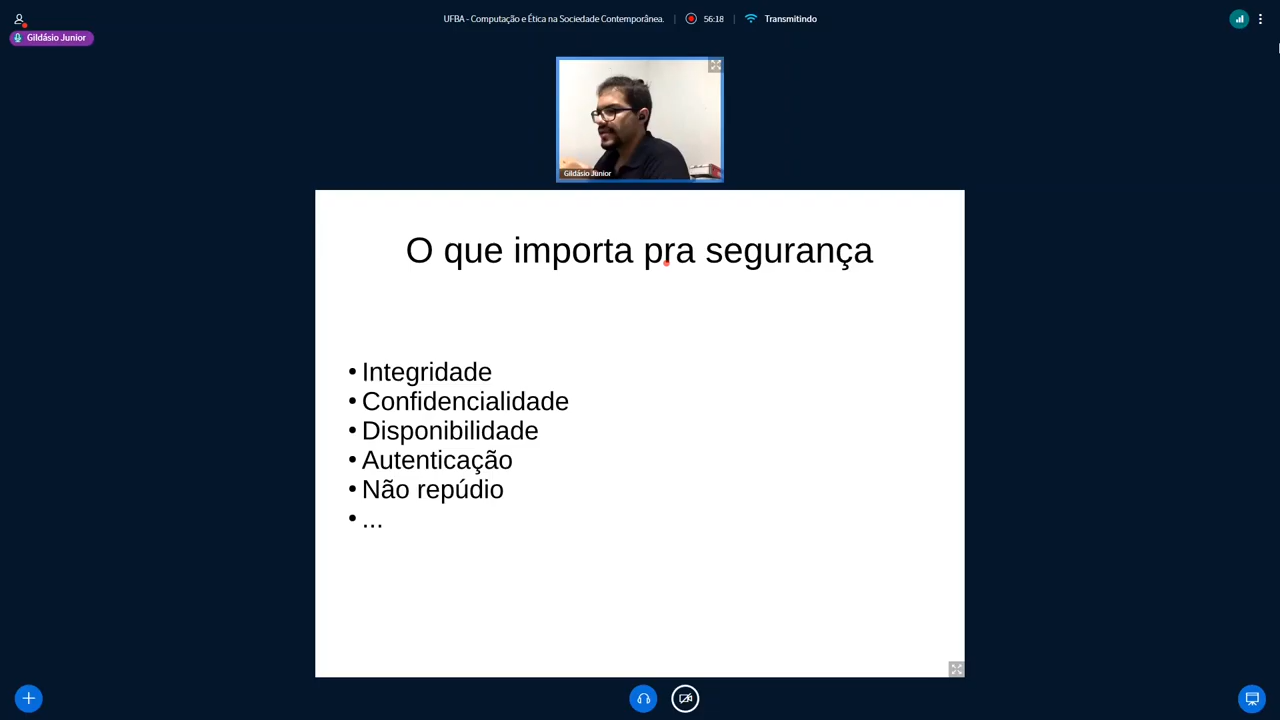 UFBA - Computação e Ética na Sociedade Contemporânea.
56:18
Transmitindo
Gildásio Junior
Gildásio Junior
O que importa pra segurança
• Integridade
• Confidencialidade
• Disponibilidade
• Autenticação
• Não repúdio
• ...